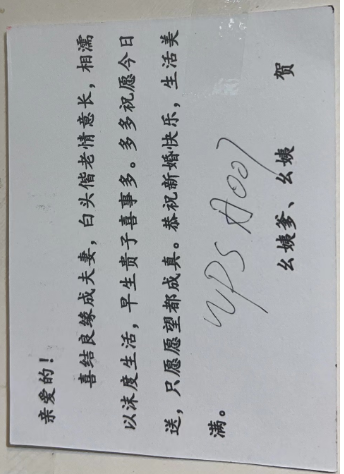 亲爱的！
喜结良缘成夫妻，白头偕老情意长，相濡
以沫度生活，早生贵子喜事多。多多祝愿今日
送，只愿愿望都成真。恭祝新婚快乐，生活美
满。
UPS A007
幺姨爹、幺姨 贺